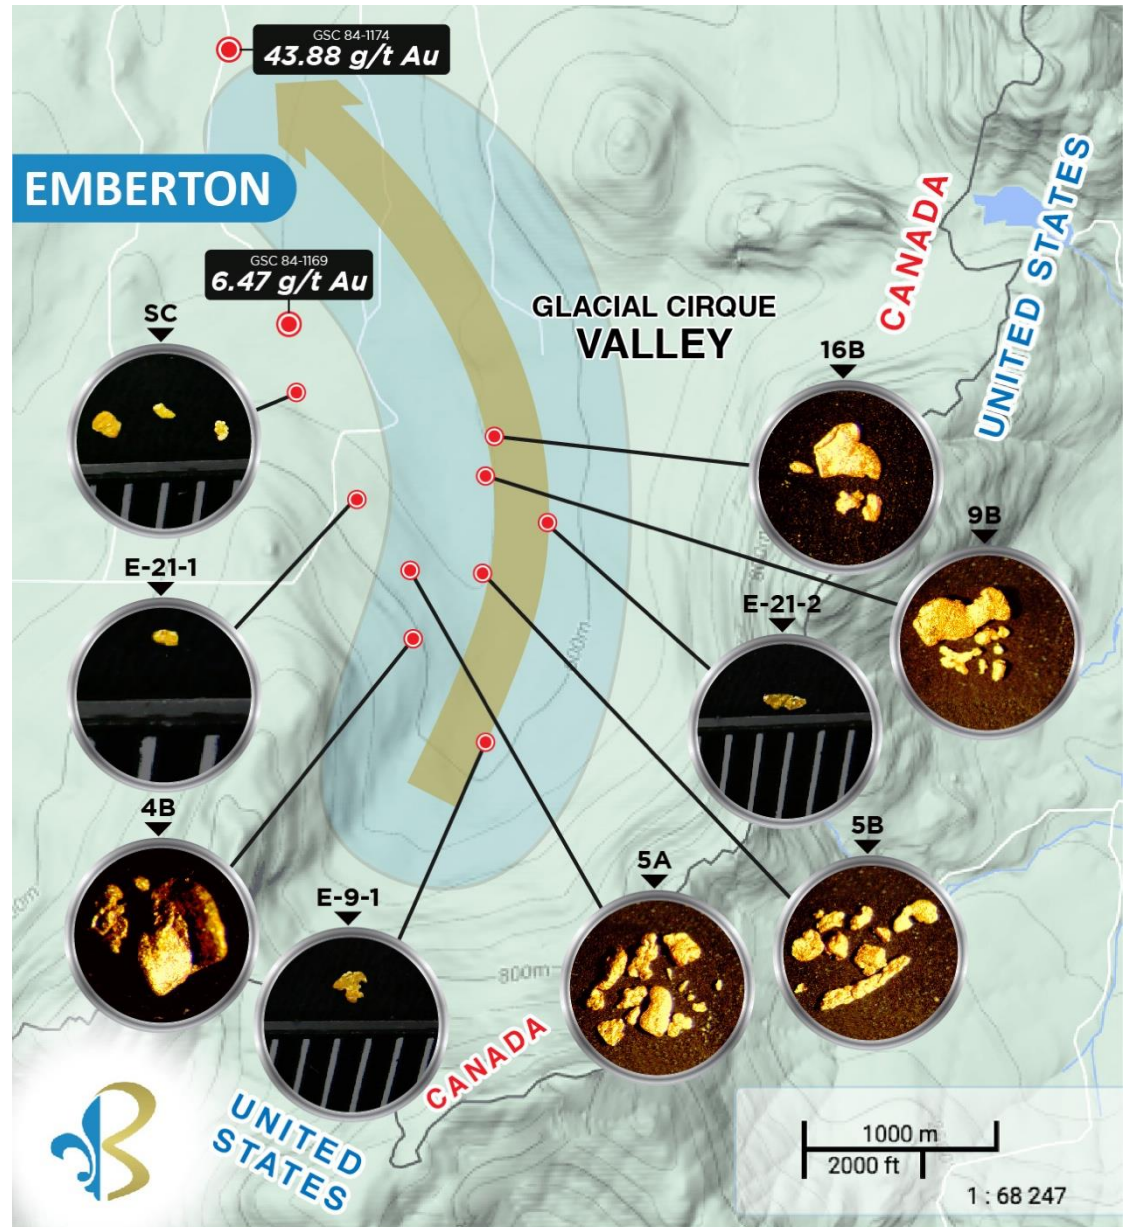 GSC 84-1174
43.88 g/t Au
EMBERTON
GSC 84-1169
6.47 g/t Au
SC
GLACIAL CIRQUE
VALLEY
CANADA
UNITED STATES
16B
9B
E-21-1
E-21-2
800m
4B
5B
5A
E-9-1
800m
CANADA
UNITED
STATES
1000 m
2000 ft
1 : 68 247